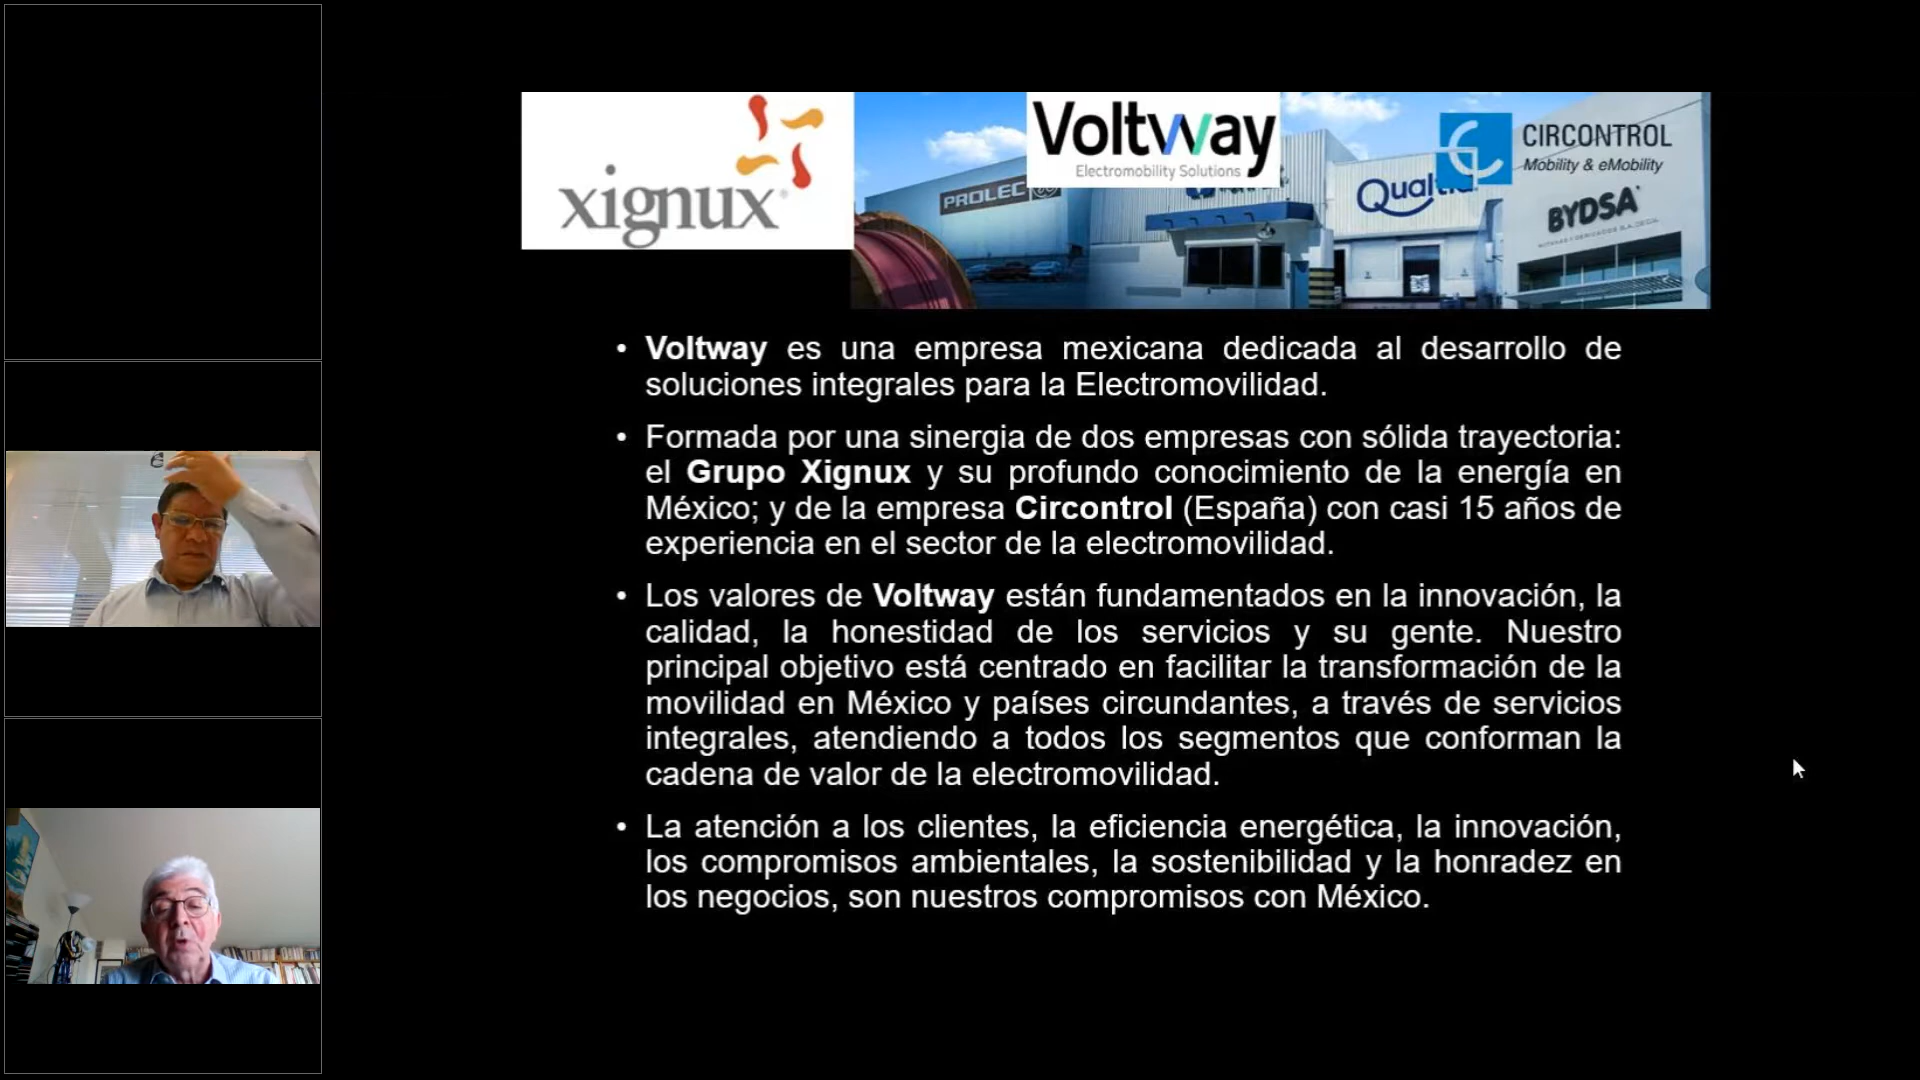 xignux
Voltway
Electromobility Solutions
CIRCONTROL
Mobility & eMobility
PROLEC
BYDSA
• Voltway es una empresa mexicana dedicada al desarrollo de
soluciones integrales para la Electromovilidad.
• Formada por una sinergia de dos empresas con sólida trayectoria:
el Grupo Xignux y su profundo conocimiento de la energía en
México; y de la empresa Circontrol (España) con casi 15 años de
experiencia en el sector de la electromovilidad.
• Los valores de Voltway están fundamentados en la innovación, la
calidad, la honestidad de los servicios y su gente. Nuestro
principal objetivo está centrado en facilitar la transformación de la
movilidad en México y países circundantes, a través de servicios
integrales, atendiendo a todos los segmentos que conforman la
cadena de valor de la electromovilidad.
• La atención a los clientes, la eficiencia energética, la innovación,
los compromisos ambientales, la sostenibilidad y la honradez en
los negocios, son nuestros compromisos con México.